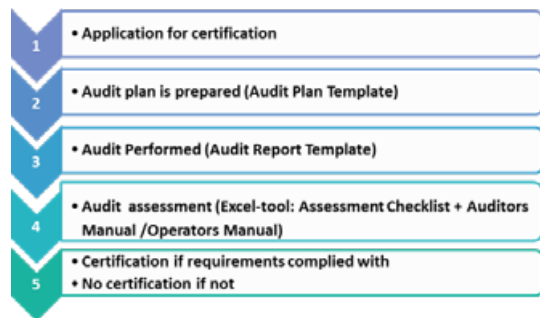 1
• Application for certification
2
• Audit plan is prepared (Audit Plan Template)
3
• Audit Performed (Audit Report Template)
4
• Audit assessment (Excel-tool: Assessment Checklist + Auditors
Manual /Operators Manual)
5
• Certification if requirements complied with
• No certification if not